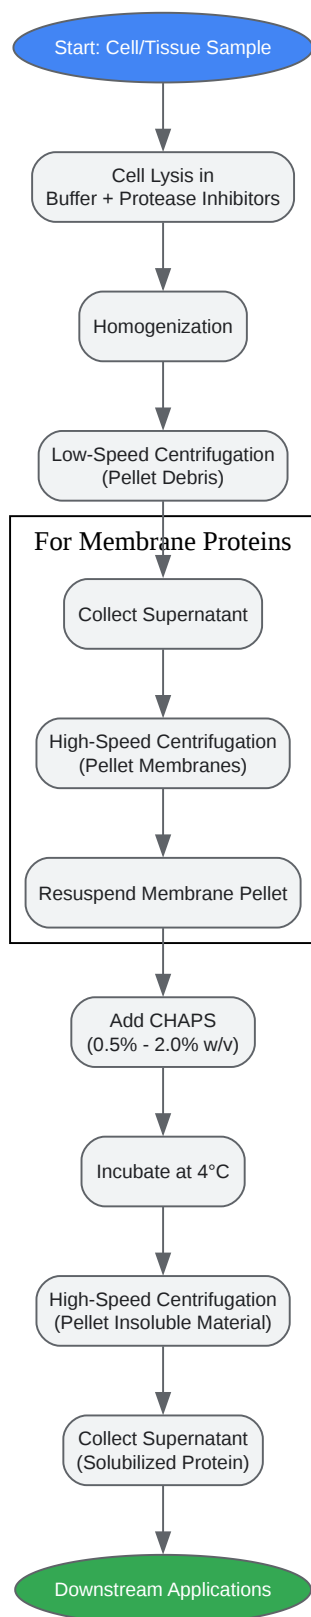 Start: Cell/Tissue Sample
Cell Lysis in
Buffer + Protease Inhibitors
Homogenization
Low-Speed Centrifugation
(Pellet Debris)
For Membrane Proteins
Collect Supernatant
High-Speed Centrifugation
(Pellet Membranes)
Resuspend Membrane Pellet
Add CHAPS
(0.5% - 2.0% w/v)
Incubate at 4°C
High-Speed Centrifugation
(Pellet Insoluble Material)
Collect Supernatant
(Solubilized Protein)
Downstream Applications